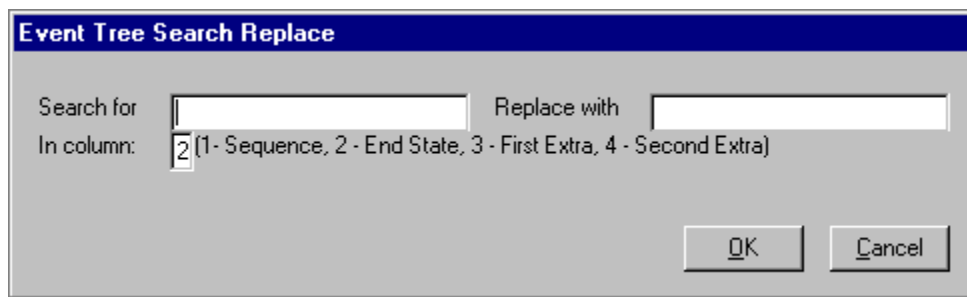 Event Tree Search Replace
Search for Replace with
In column: 2 (1- Sequence, 2 - End State, 3 - First Extra, 4 - Second Extra)
OK Cancel